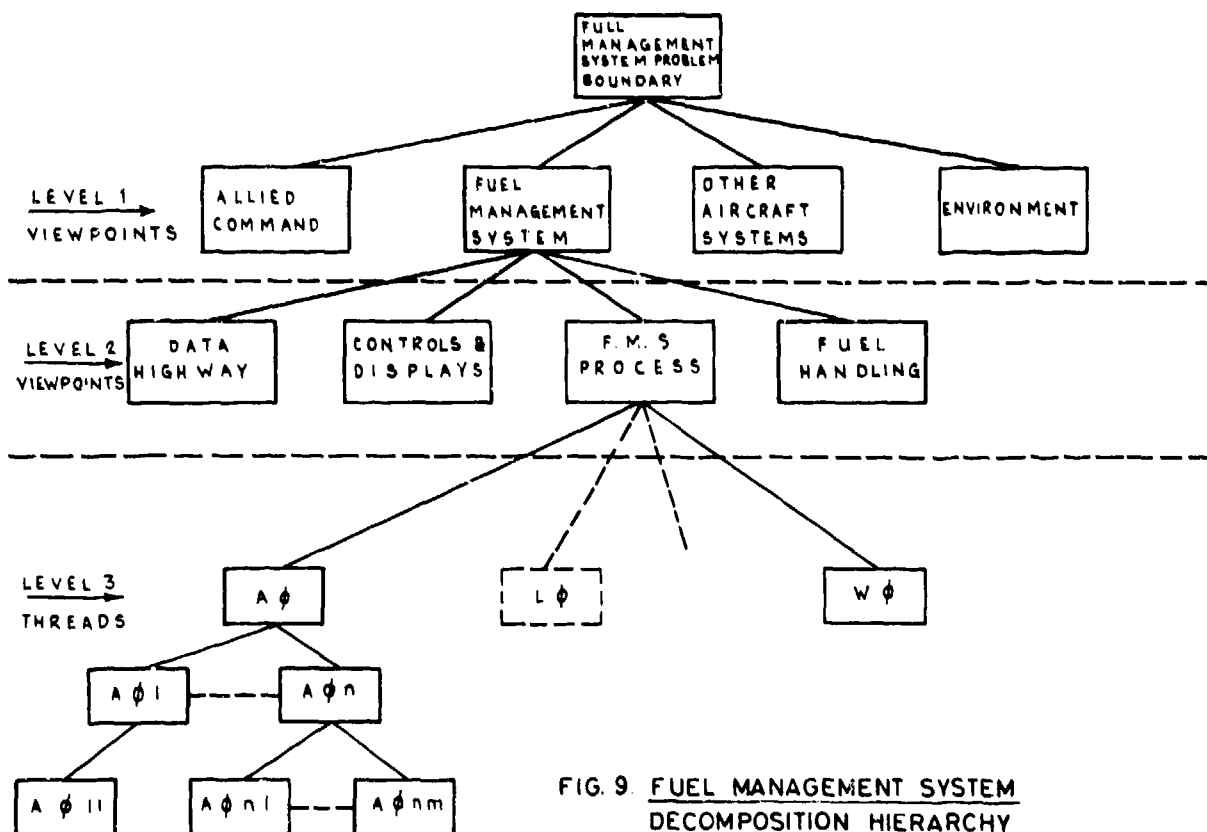 FULL
MANAGEMENT
SYSTEM PROBLEM
BOUNDARY
LEVEL 1
VIEWPOINTS
ALLIED
COMMAND
FUEL
MANAGEMENT
SYSTEM
OTHER
AIRCRAFT
SYSTEMS
ENVIRONMENT
LEVEL 2
VIEWPOINTS
DATA
HIGHWAY
CONTROLS &
DISPLAYS
F.M.S
PROCESS
FUEL
HANDLING
LEVEL 3
THREADS
A ϕ
L ϕ
W ϕ
A ϕ 1
A ϕ n
A ϕ 11
A ϕ n 1
A ϕ nm
FIG. 9 FUEL MANAGEMENT SYSTEM
DECOMPOSITION HIERARCHY